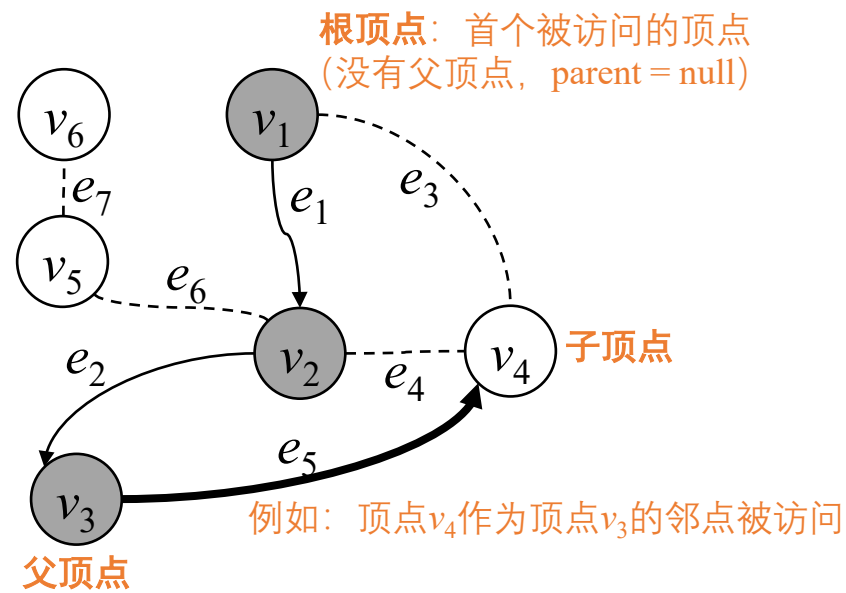 根顶点：首个被访问的顶点
（没有父顶点，parent = null）
v6
v1
e7
e1
e3
v5
e6
v2
v4
子顶点
e2
e4
e5
v3
例如：顶点v4作为顶点v3的邻点被访问
父顶点